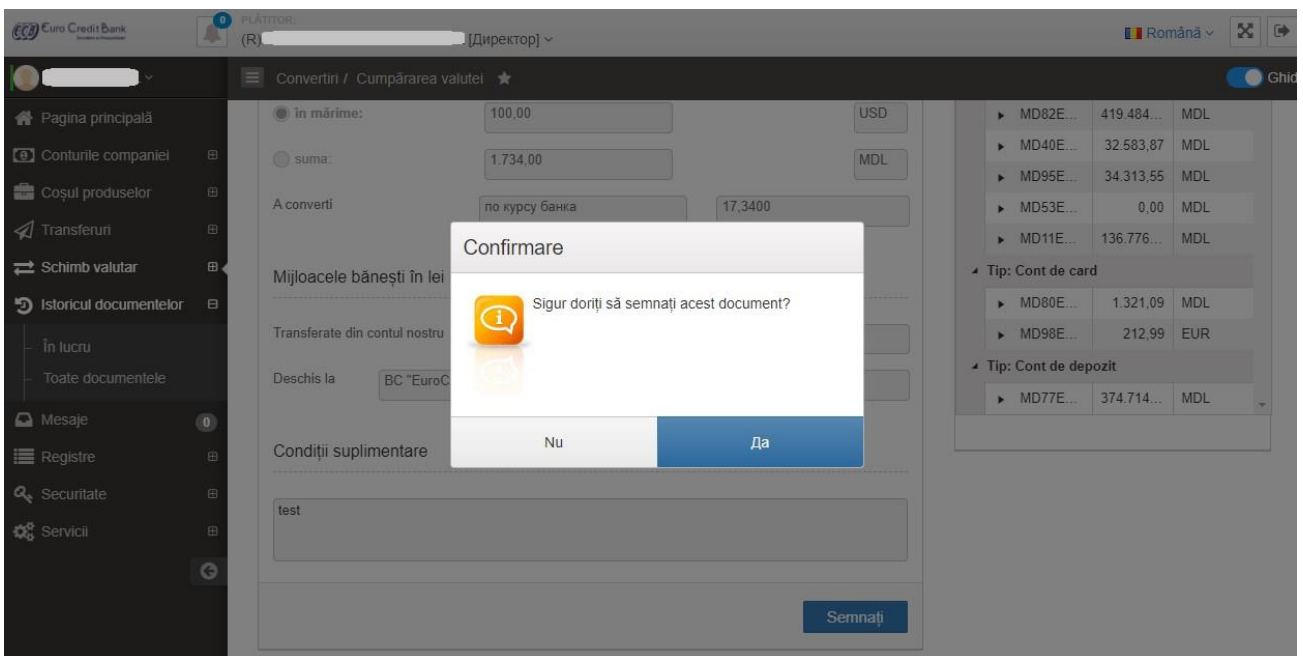 Euro Credit Bank
0
PLĂTITOR:
(R) [Директор]
Română
Convertiri / Cumpărarea valutei
Ghid
Pagina principală
Conturile companiei
Coșul produselor
Transferuri
Schimb valutar
Istoricul documentelor
În lucru
Toate documentele
Mesaje 0
Registre
Securitate
Servicii
în mărime: 100,00 USD
suma: 1.734,00 MDL
A converti по курсу банка 17,3400
Mijloacele bănești în lei
Transferate din contul nostru
Deschis la BC "EuroC
Condiții suplimentare
test
Semnați
Confirmare
Sigur doriți să semnați acest document?
Nu Да
MD82E... 419.484... MDL
MD40E... 32.583,87 MDL
MD95E... 34.313,55 MDL
MD53E... 0,00 MDL
MD11E... 136.776... MDL
Tip: Cont de card
MD80E... 1.321,09 MDL
MD98E... 212,99 EUR
Tip: Cont de depozit
MD77E... 374.714... MDL